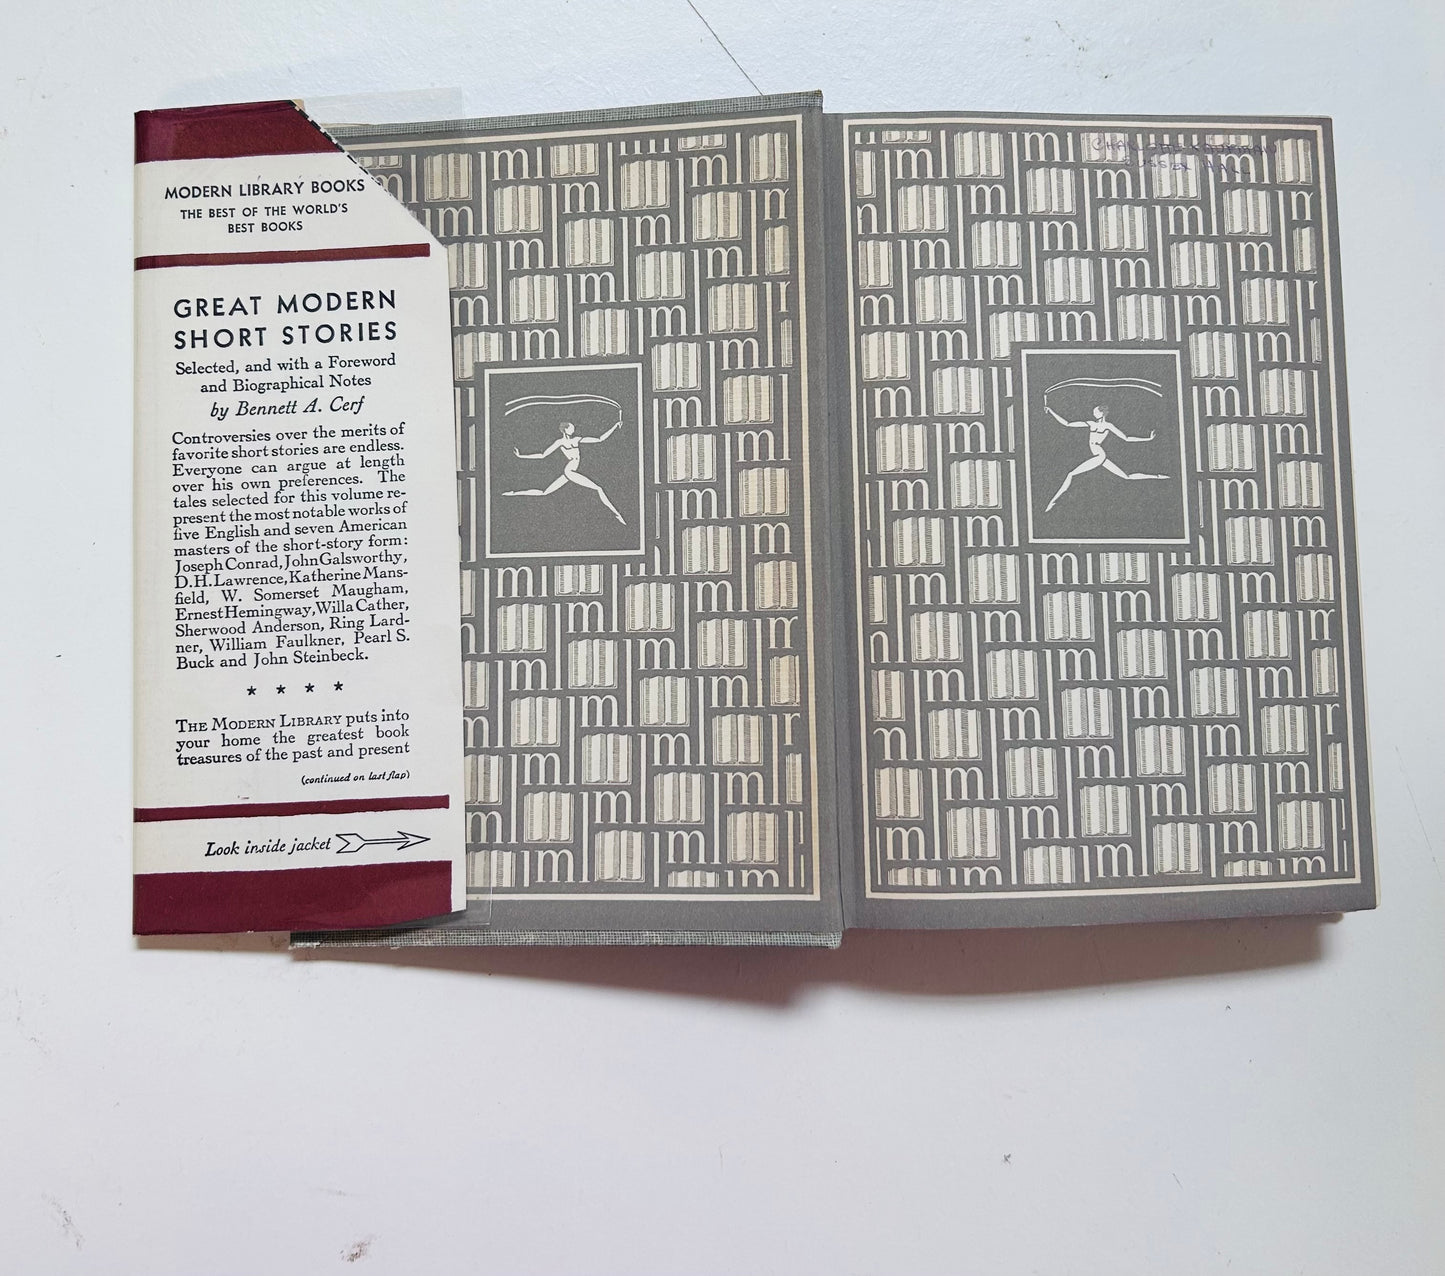 MODERN LIBRARY BOOKS
THE BEST OF THE WORLD'S
BEST BOOKS
GREAT MODERN
SHORT STORIES
Selected, and with a Foreword
and Biographical Notes
by Bennett A. Cerf
Controversies over the merits of
favorite short stories are endless.
Everyone can argue at length
over his own preferences. The
tales selected for this volume re-
present the most notable works of
five English and seven American
masters of the short-story form:
Joseph Conrad, John Galsworthy,
D.H. Lawrence, Katherine Mans-
field, W. Somerset Maugham,
Ernest Hemingway, Willa Cather,
Sherwood Anderson, Ring Lard-
ner, William Faulkner, Pearl S.
Buck and John Steinbeck.
* * * *
THE MODERN LIBRARY puts into
your home the greatest book
treasures of the past and present
(continued on last flap)
Look inside jacket
HALL